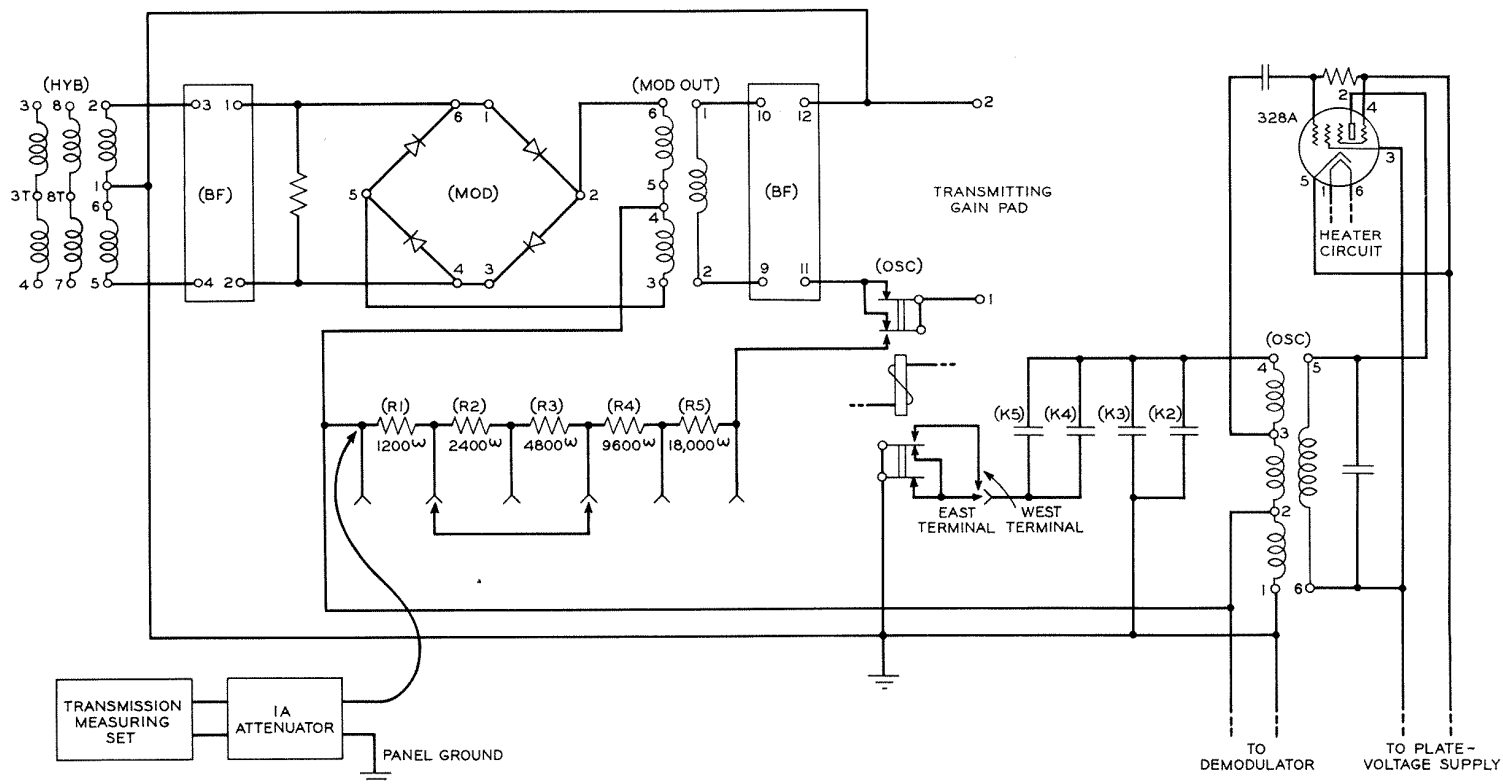 (HYB)
3 8 2
3T 8T 1
6
4 7 5
3 1
(BF)
4 2
6 1
5 (MOD) 2
4 3
(MOD OUT)
6 1
5
4
3 2
10 12
(BF)
9 11
2
TRANSMITTING
GAIN PAD
1
(OSC)
328A
2
4
3
5
1 6
HEATER
CIRCUIT
(R1) (R2) (R3) (R4) (R5)
1200ω 2400ω 4800ω 9600ω 18,000ω
(K5) (K4) (K3) (K2)
EAST
TERMINAL
WEST
TERMINAL
(OSC)
4 5
3
2
1 6
TRANSMISSION
MEASURING
SET
1A
ATTENUATOR
PANEL GROUND
TO
DEMODULATOR
TO PLATE-
VOLTAGE SUPPLY